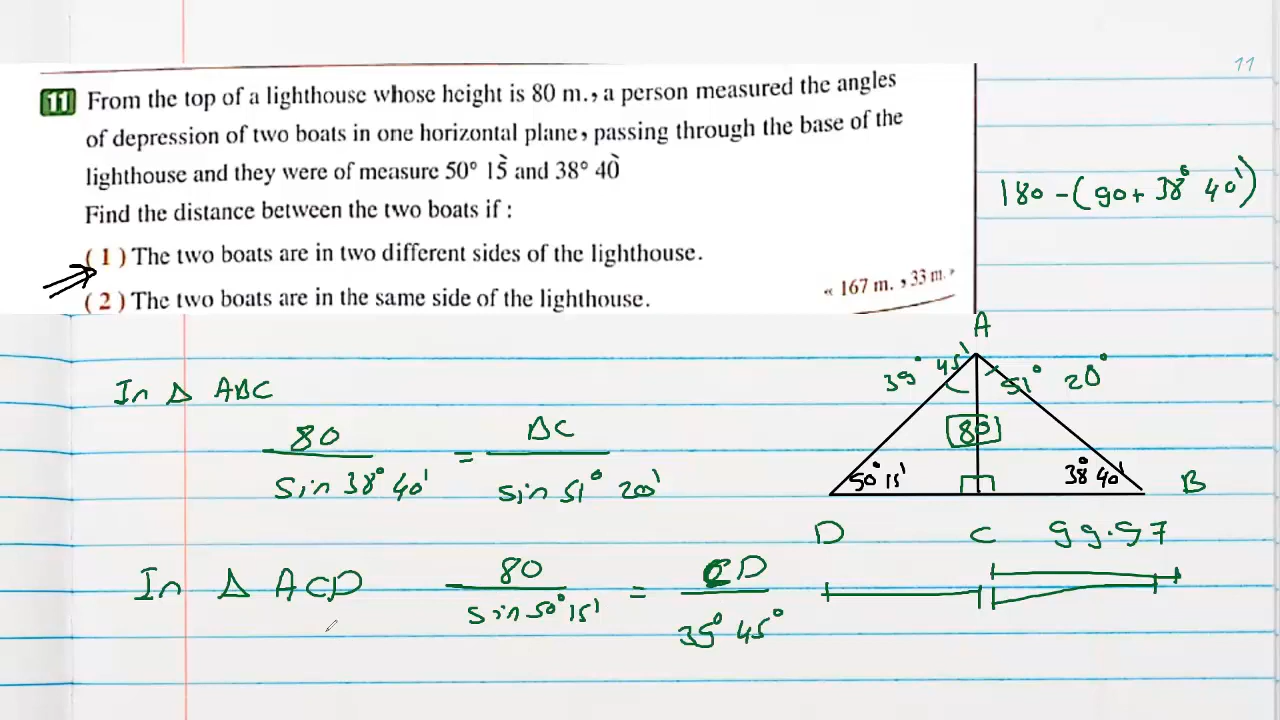 11
11 From the top of a lighthouse whose height is 80 m., a person measured the angles
of depression of two boats in one horizontal plane, passing through the base of the
lighthouse and they were of measure 50° 15̀ and 38° 40̀
Find the distance between the two boats if :
( 1 ) The two boats are in two different sides of the lighthouse.
( 2 ) The two boats are in the same side of the lighthouse.
« 167 m. , 33 m. »
180 - (90 + 38° 40')
A
39° 45' 51° 20°
80
50° 15' 38° 40' B
D C 99.97
In Δ ABC
80 / sin 38° 40' = BC / sin 51° 20'
In Δ ACD 80 / sin 50° 15' = CD / 39° 45°